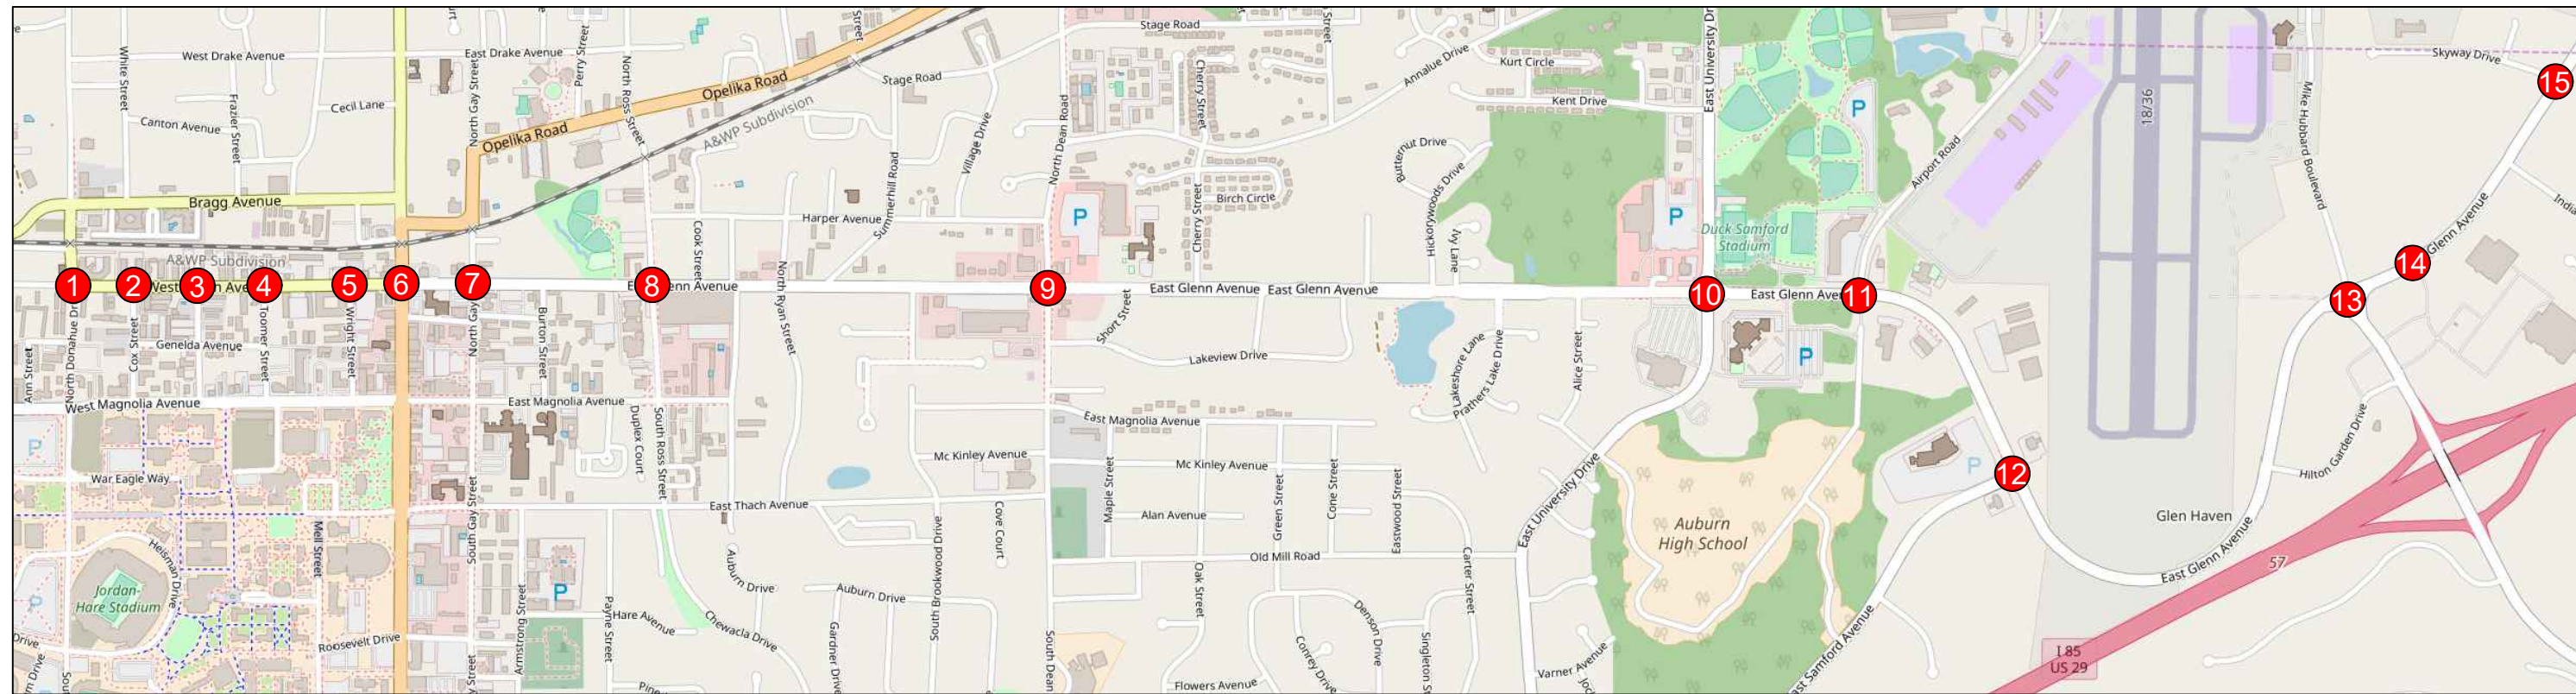 Stage Road
West Drake Avenue
East Drake Avenue
White Street
North Gay Street
Perry Street
North Ross Street
Opelika Road
Stage Road
Annalue Drive
Kurt Circle
East University Dr
Skyway Drive
15
Cecil Lane
Frazier Street
Canton Avenue
A&WP Subdivision
Cherry Street
Kent Drive
P
18/36
Mike Hubbard Boulevard
Opelika Road
Village Drive
North Dean Road
Butternut Drive
Airport Road
Summerhill Road
Hickorywoods Drive
Bragg Avenue
Harper Avenue
P
Birch Circle
P
India
Cook Street
Cherry Street
Ivy Lane
Duck Samford
Stadium
Glenn Avenue
14
A&WP Subdivision
1
2
3
4
5
6
7
8
9
10
11
13
East Glenn Avenue
East Glenn Avenue
North Ryan Street
Short Street
Ann Street
North Donahue Dri
Cox Street
Genelda Avenue
Toomer Street
Wright Street
North Gay
Burton Street
Lakeview Drive
Lakeshore Lane
Prathers Lake Drive
Alice Street
P
West Magnolia Avenue
East Magnolia Avenue
Duplex Court
South Ross Street
East Magnolia Avenue
Hilton Garden Drive
P
Mc Kinley Avenue
Mc Kinley Avenue
P
12
War Eagle Way
Maple Street
Green Street
Cone Street
Eastwood Street
East University Drive
East Thach Avenue
Cove Court
Alan Avenue
Auburn
High School
Glen Haven
Mell Street
South Gay Street
South Brookwood Drive
Old Mill Road
Carter Street
East Glenn Avenue
57
Heisman Drive
Jordan-
Hare Stadium
P
P
Auburn Drive
Auburn Drive
Oak Street
Armstrong Street
Payne Street
Hare Avenue
Chewacla Drive
Gardner Drive
South Dean
Conrey Drive
Denson Drive
Singleton S
Roosevelt Drive
Drive
East Samford Avenue
Varner Avenue
I 85
US 29
Flowers Avenue